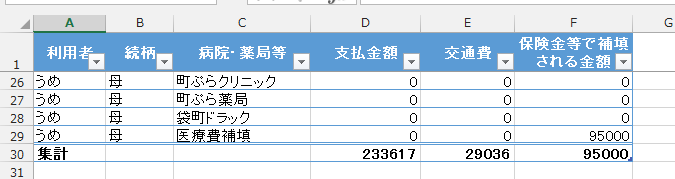 A B C D E F G
1 利用者 続柄 病院・薬局等 支払金額 交通費 保険金等で補填される金額
26 うめ 母 町ぷらクリニック 0 0 0
27 うめ 母 町ぷら薬局 0 0 0
28 うめ 母 袋町ドラック 0 0 0
29 うめ 母 医療費補填 0 0 95000
30 集計 233617 29036 95000
31